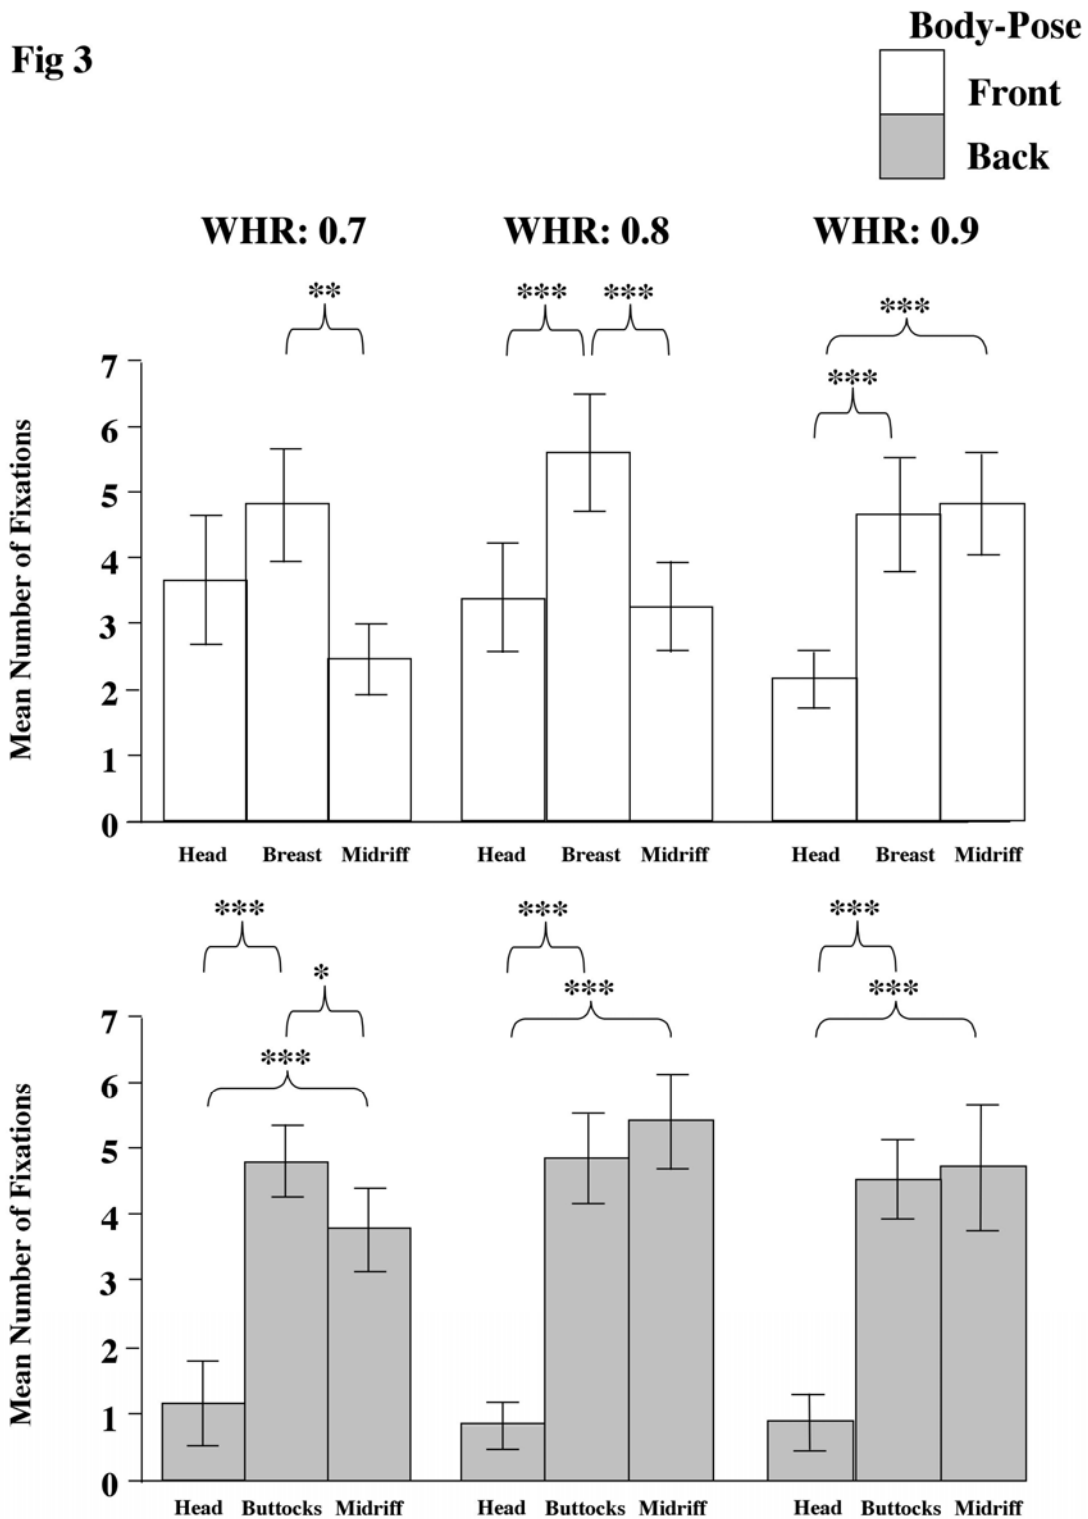 Body-Pose
Fig 3
Front
Back
WHR: 0.7 WHR: 0.8 WHR: 0.9
** *** *** ***
***
7
6
5
4
3
2
1
0
Mean Number of Fixations
Head Breast Midriff Head Breast Midriff Head Breast Midriff
*** *** ***
*
*** ***
***
7
6
5
4
3
2
1
0
Mean Number of Fixations
Head Buttocks Midriff Head Buttocks Midriff Head Buttocks Midriff